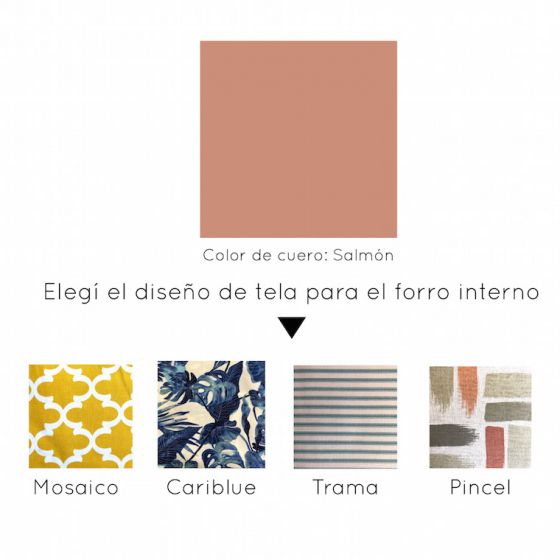 Color de cuero: Salmón
Elegí el diseño de tela para el forro interno
Mosaico
Cariblue
Trama
Pincel